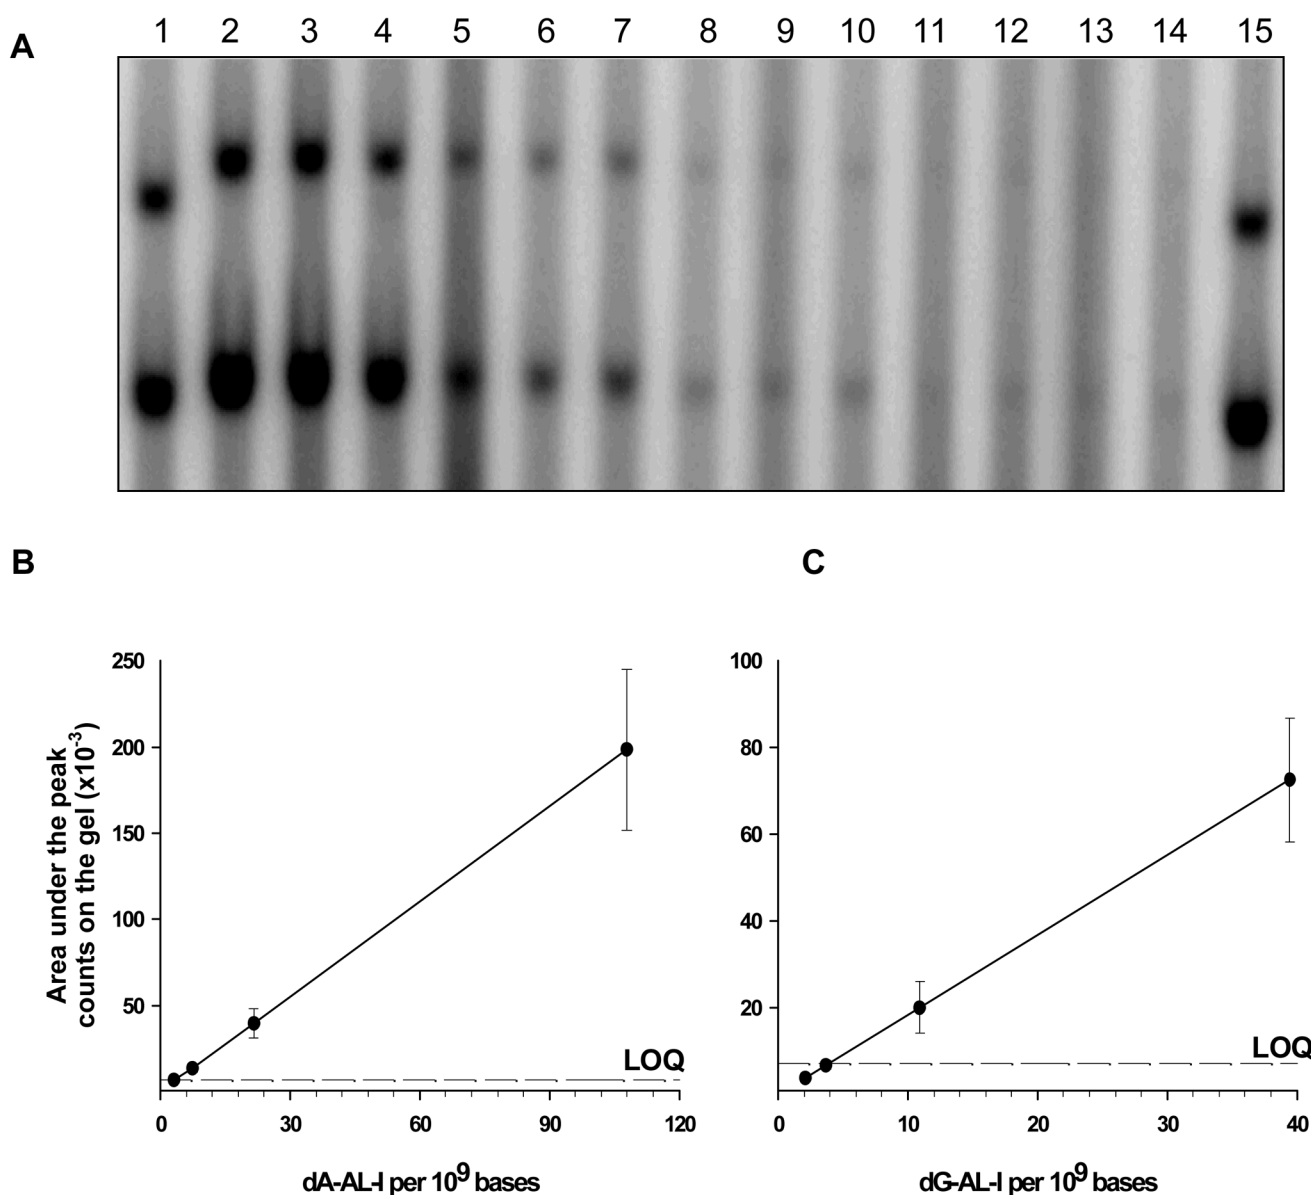 A
1 2 3 4 5 6 7 8 9 10 11 12 13 14 15
B
C
Area under the peak
counts on the gel (x10⁻³)
250
200
150
100
50
LOQ
0 30 60 90 120
dA-AL-I per 10⁹ bases
100
80
60
40
20
LOQ
0 10 20 30 40
dG-AL-I per 10⁹ bases